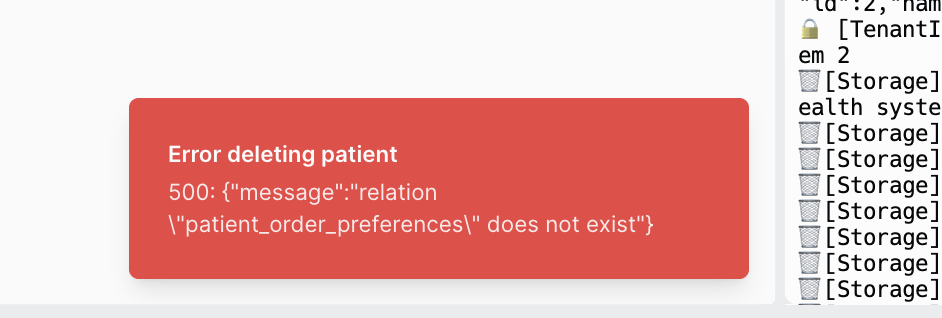 Error deleting patient
500: {"message":"relation
\"patient_order_preferences\" does not exist"}
"id":2,"nam
🔒 [TenantI
em 2
🗑️[Storage]
ealth syste
🗑️[Storage]
🗑️[Storage]
🗑️[Storage]
🗑️[Storage]
🗑️[Storage]
🗑️[Storage]
🗑️[Storage]